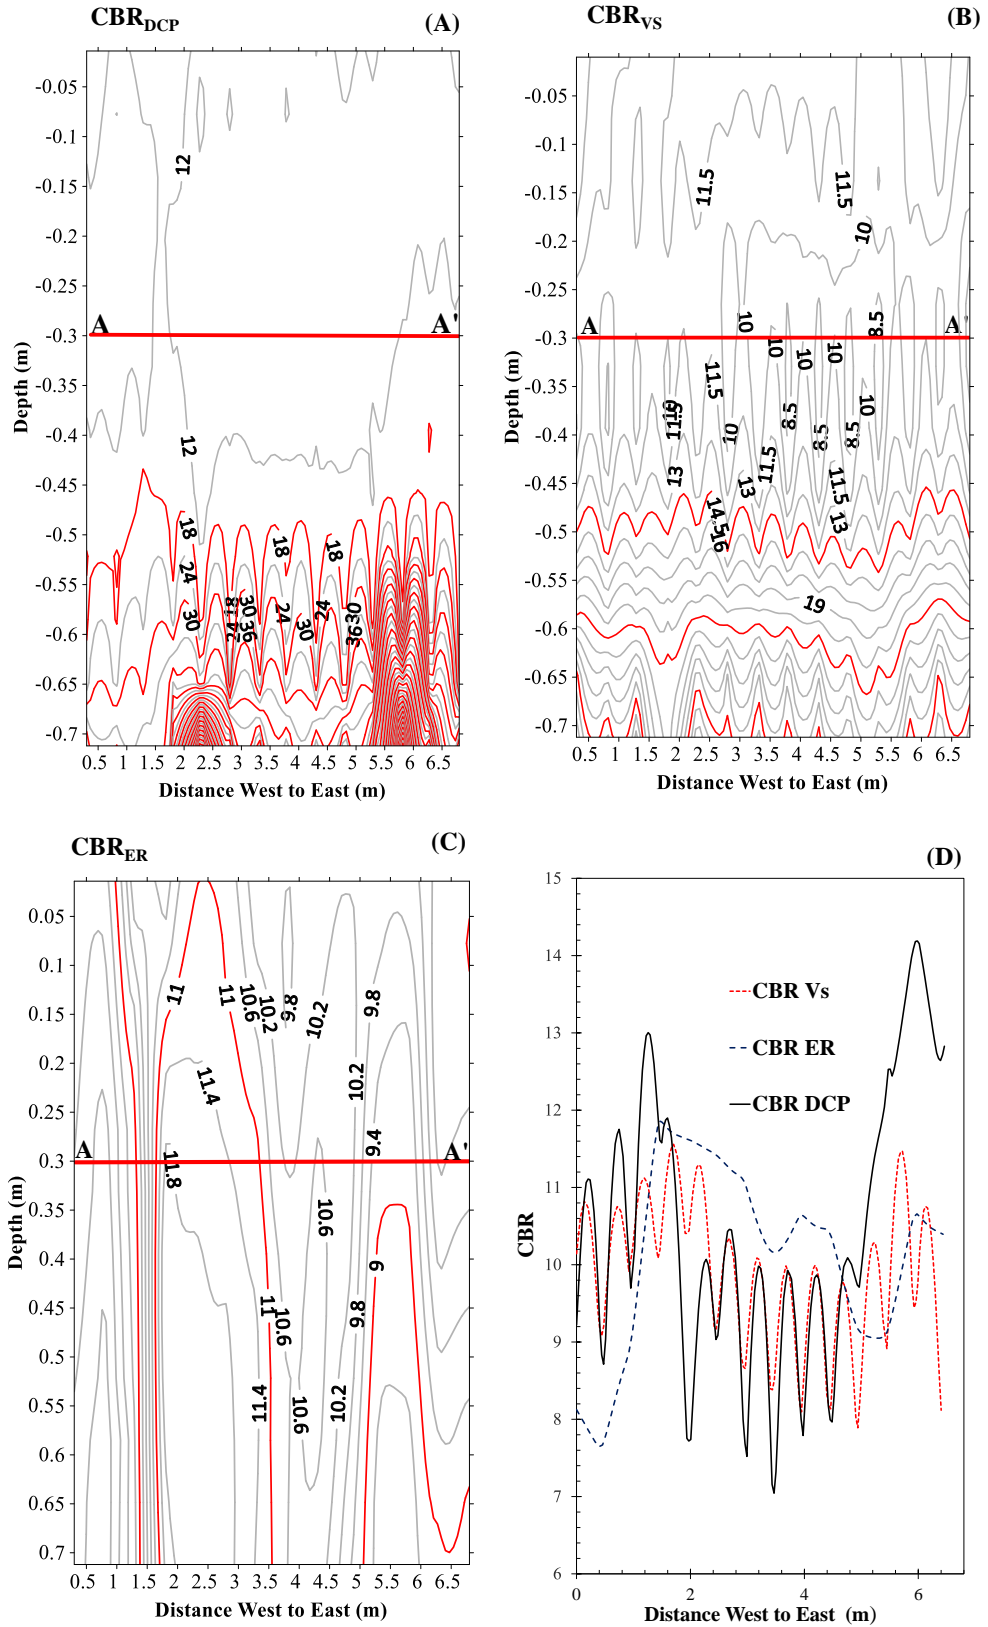 CBR_DCP (A)
-0.05
-0.1
-0.15
-0.2
-0.25
-0.3
-0.35
-0.4
-0.45
-0.5
-0.55
-0.6
-0.65
-0.7
Depth (m)
12
A A'
12
18 18 18
24
30 24 18 30 36 24 30 24 36 30
0.5 1 1.5 2 2.5 3 3.5 4 4.5 5 5.5 6 6.5
Distance West to East (m)
CBR_VS (B)
-0.05
-0.1
-0.15
-0.2
-0.25
-0.3
-0.35
-0.4
-0.45
-0.5
-0.55
-0.6
-0.65
-0.7
Depth (m)
11.5 11.5
10
A A'
10 8.5
10 10 10
11.5 10
11.5 10 8.5 8.5 8.5
13 13 11.5 11.5
14.5 13
16
19
0.5 1 1.5 2 2.5 3 3.5 4 4.5 5 5.5 6 6.5
Distance West to East (m)
CBR_ER (C)
0.05
0.1
0.15
0.2
0.25
0.3
0.35
0.4
0.45
0.5
0.55
0.6
0.65
0.7
Depth (m)
11 11 10.6 10.2 9.8 10.2 9.8
11.4 10.2
9.4
A A'
11.8
10.6
9
11 10.6 9.8
11.4 10.6 10.2
0.5 1 1.5 2 2.5 3 3.5 4 4.5 5 5.5 6 6.5
Distance West to East (m)
(D)
15
14
13
12
11
10
9
8
7
6
CBR
CBR Vs
CBR ER
CBR DCP
0 2 4 6
Distance West to East (m)